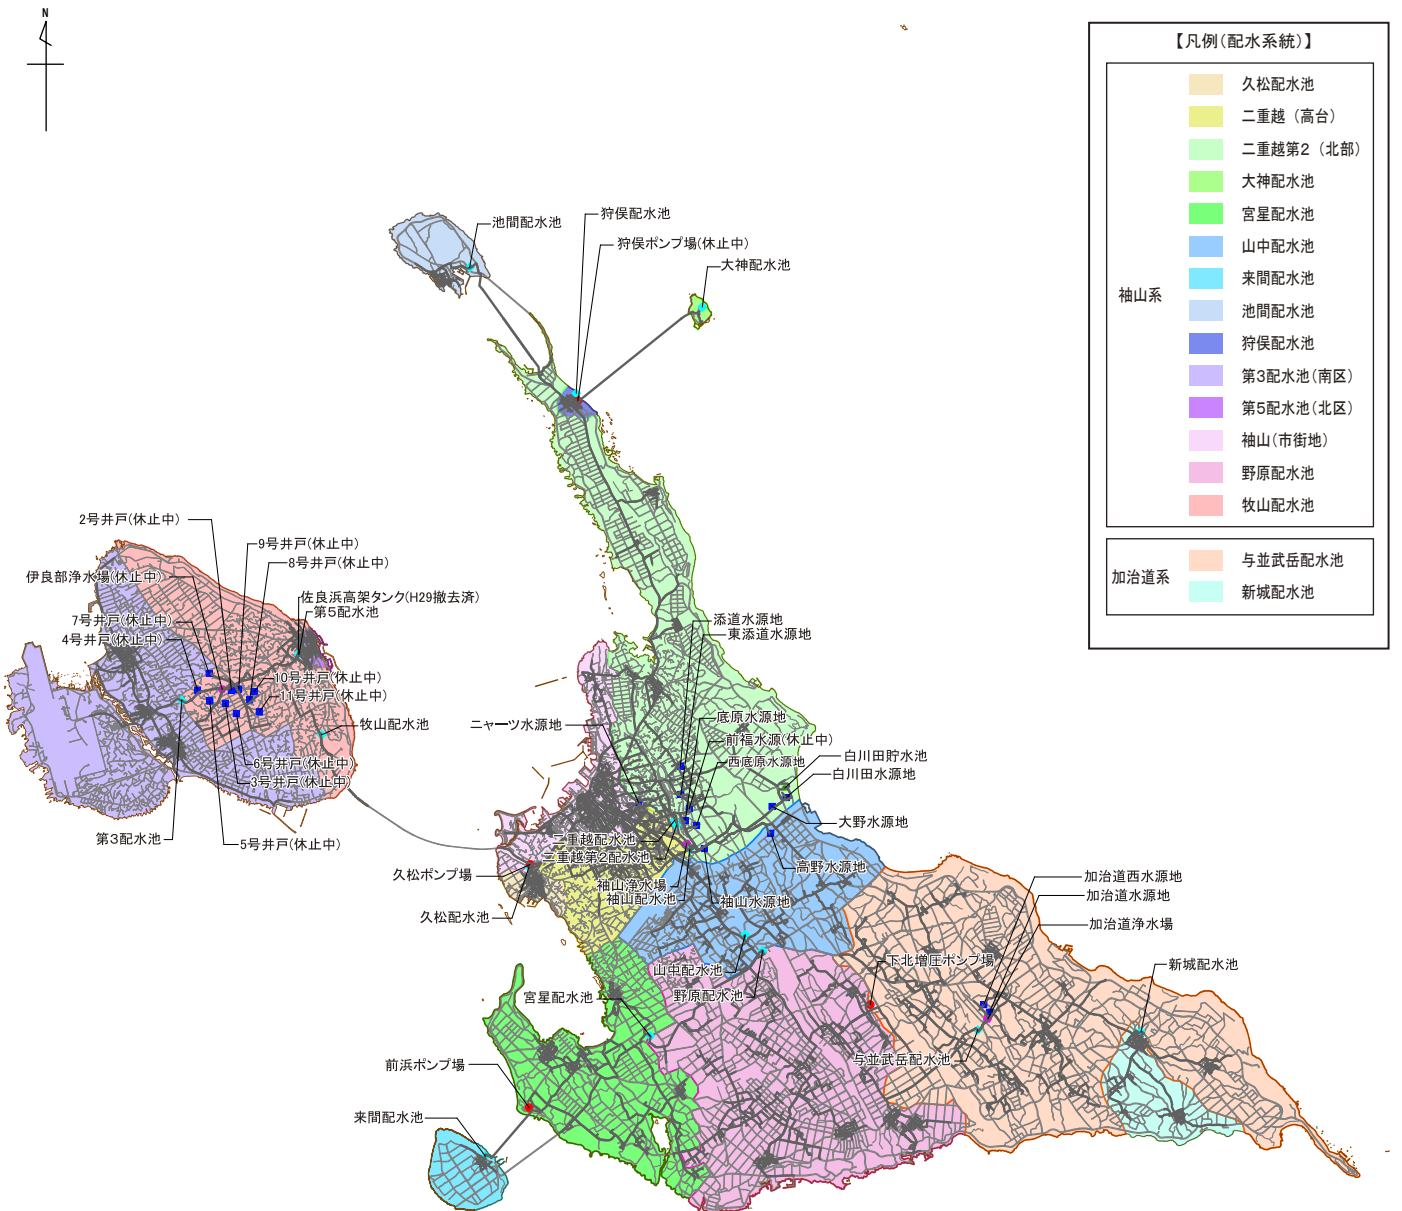 N
【凡例(配水系統)】
久松配水池
二重越（高台）
二重越第2（北部）
大神配水池
宮星配水池
山中配水池
来間配水池
池間配水池
狩俣配水池
第3配水池(南区)
第5配水池(北区)
袖山(市街地)
野原配水池
牧山配水池
袖山系
与並武岳配水池
新城配水池
加治道系
池間配水池
狩俣配水池
狩俣ポンプ場(休止中)
大神配水池
2号井戸(休止中)
9号井戸(休止中)
8号井戸(休止中)
伊良部浄水場(休止中)
佐良浜高架タンク(H29撤去済)
第5配水池
7号井戸(休止中)
4号井戸(休止中)
10号井戸(休止中)
11号井戸(休止中)
牧山配水池
6号井戸(休止中)
3号井戸(休止中)
第3配水池
5号井戸(休止中)
添道水源地
東添道水源地
ニャーツ水源地
底原水源地
前福水源(休止中)
西底原水源地
白川田貯水池
白川田水源地
大野水源地
高野水源地
二重越配水池
二重越第2配水池
久松ポンプ場
袖山浄水場
袖山配水池
袖山水源地
久松配水池
加治道西水源地
加治道水源地
加治道浄水場
下北増圧ポンプ場
新城配水池
山中配水池
野原配水池
宮星配水池
与並武岳配水池
前浜ポンプ場
来間配水池